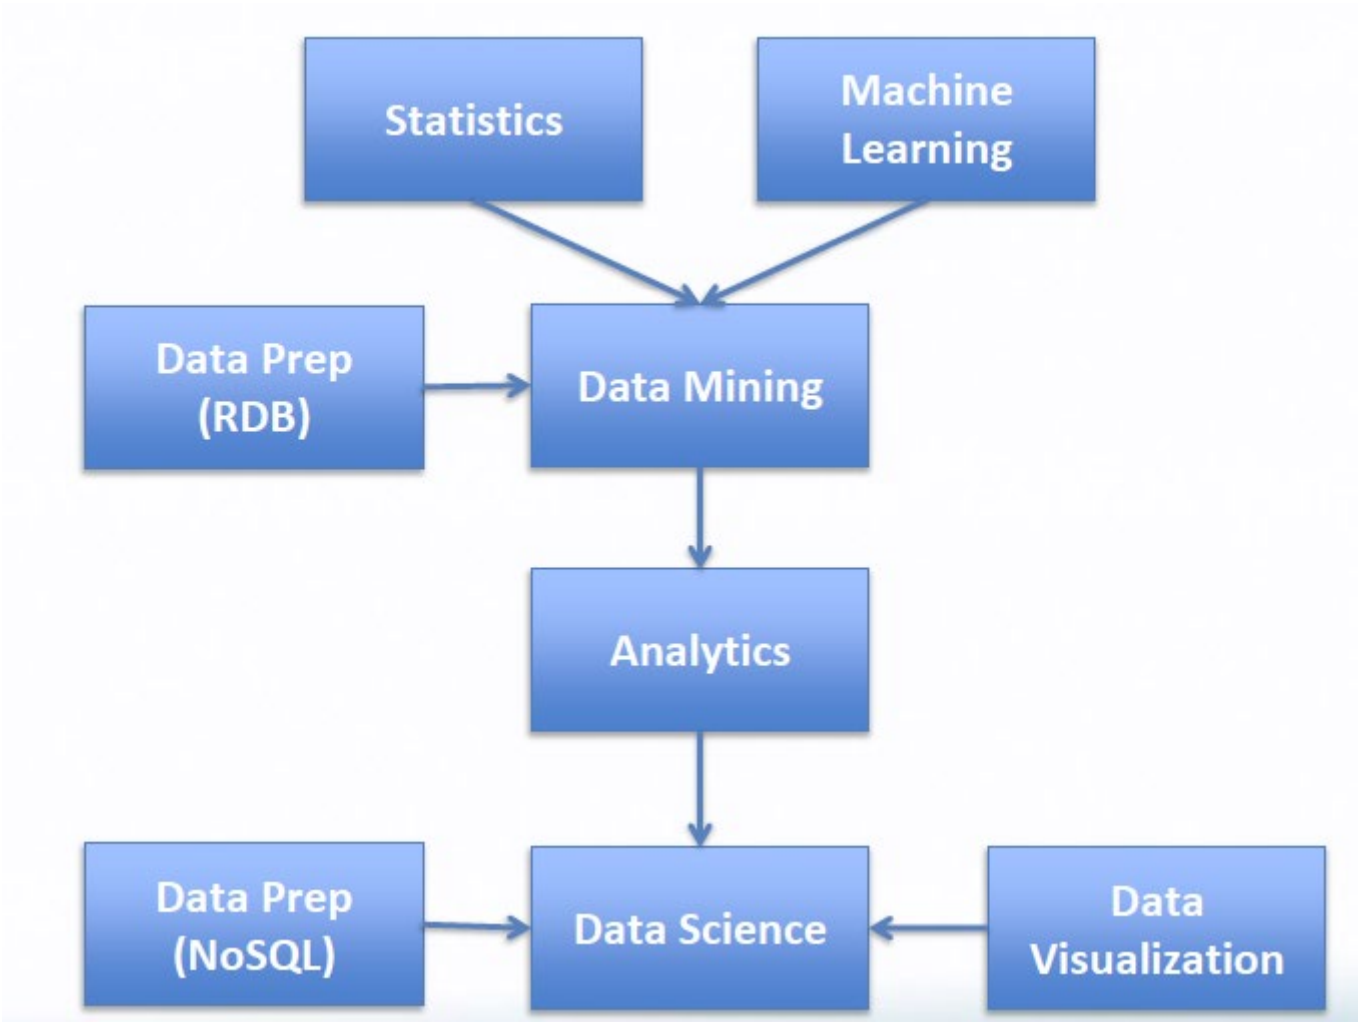 Statistics
Machine
Learning
Data Prep
(RDB)
Data Mining
Analytics
Data Prep
(NoSQL)
Data Science
Data
Visualization